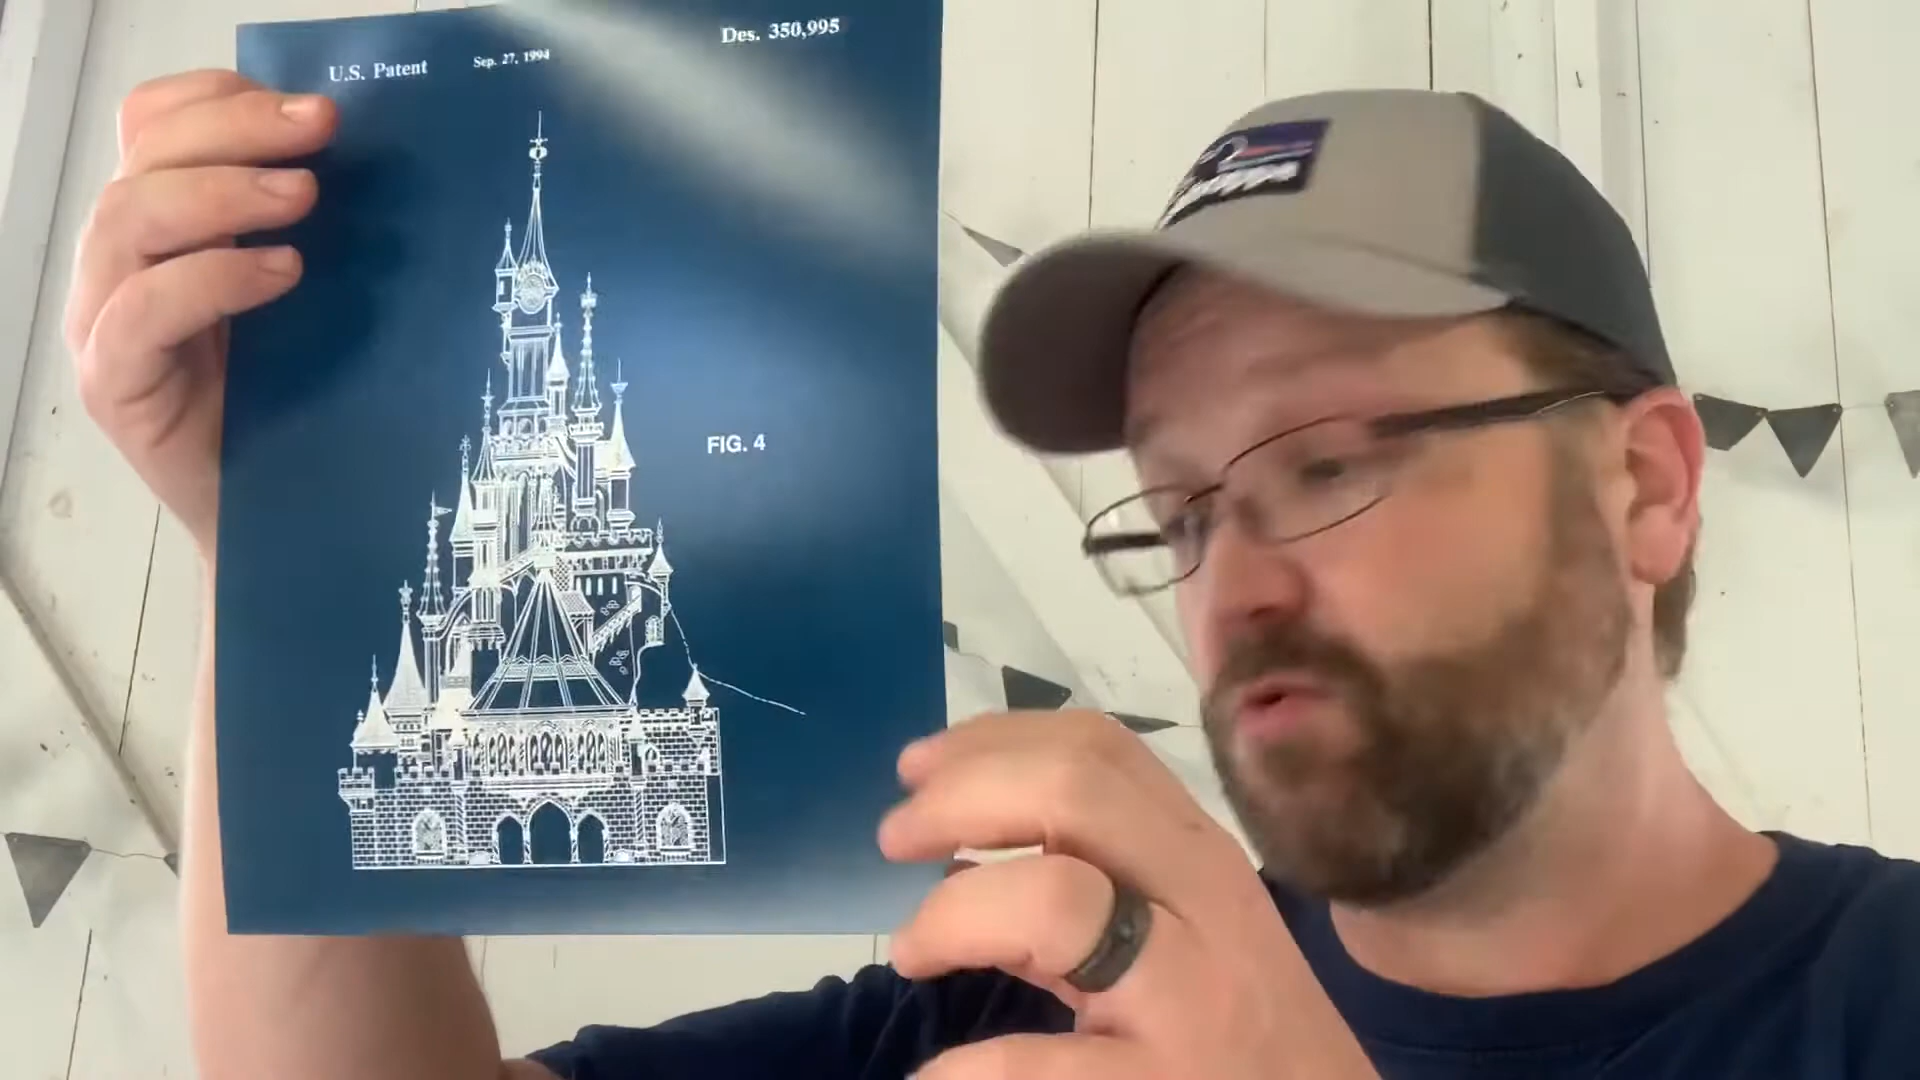 U.S. Patent
Sep. 27, 1994
Des. 350,995
FIG. 4